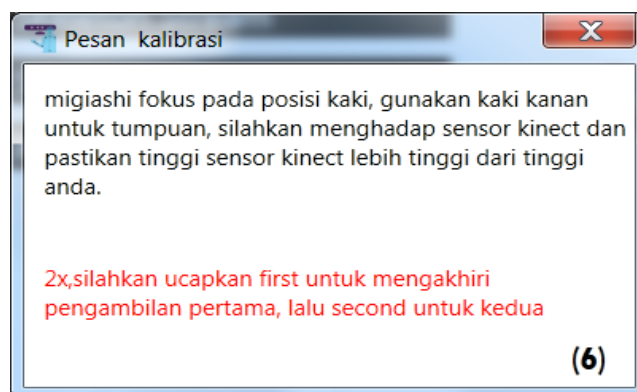 Pesan kalibrasi
migiashi fokus pada posisi kaki, gunakan kaki kanan
untuk tumpuan, silahkan menghadap sensor kinect dan
pastikan tinggi sensor kinect lebih tinggi dari tinggi
anda.
2x,silahkan ucapkan first untuk mengakhiri
pengambilan pertama, lalu second untuk kedua
(6)